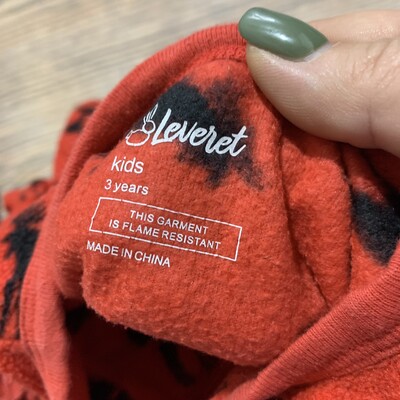 Leveret
kids
3 years
THIS GARMENT
IS FLAME RESISTANT
MADE IN CHINA